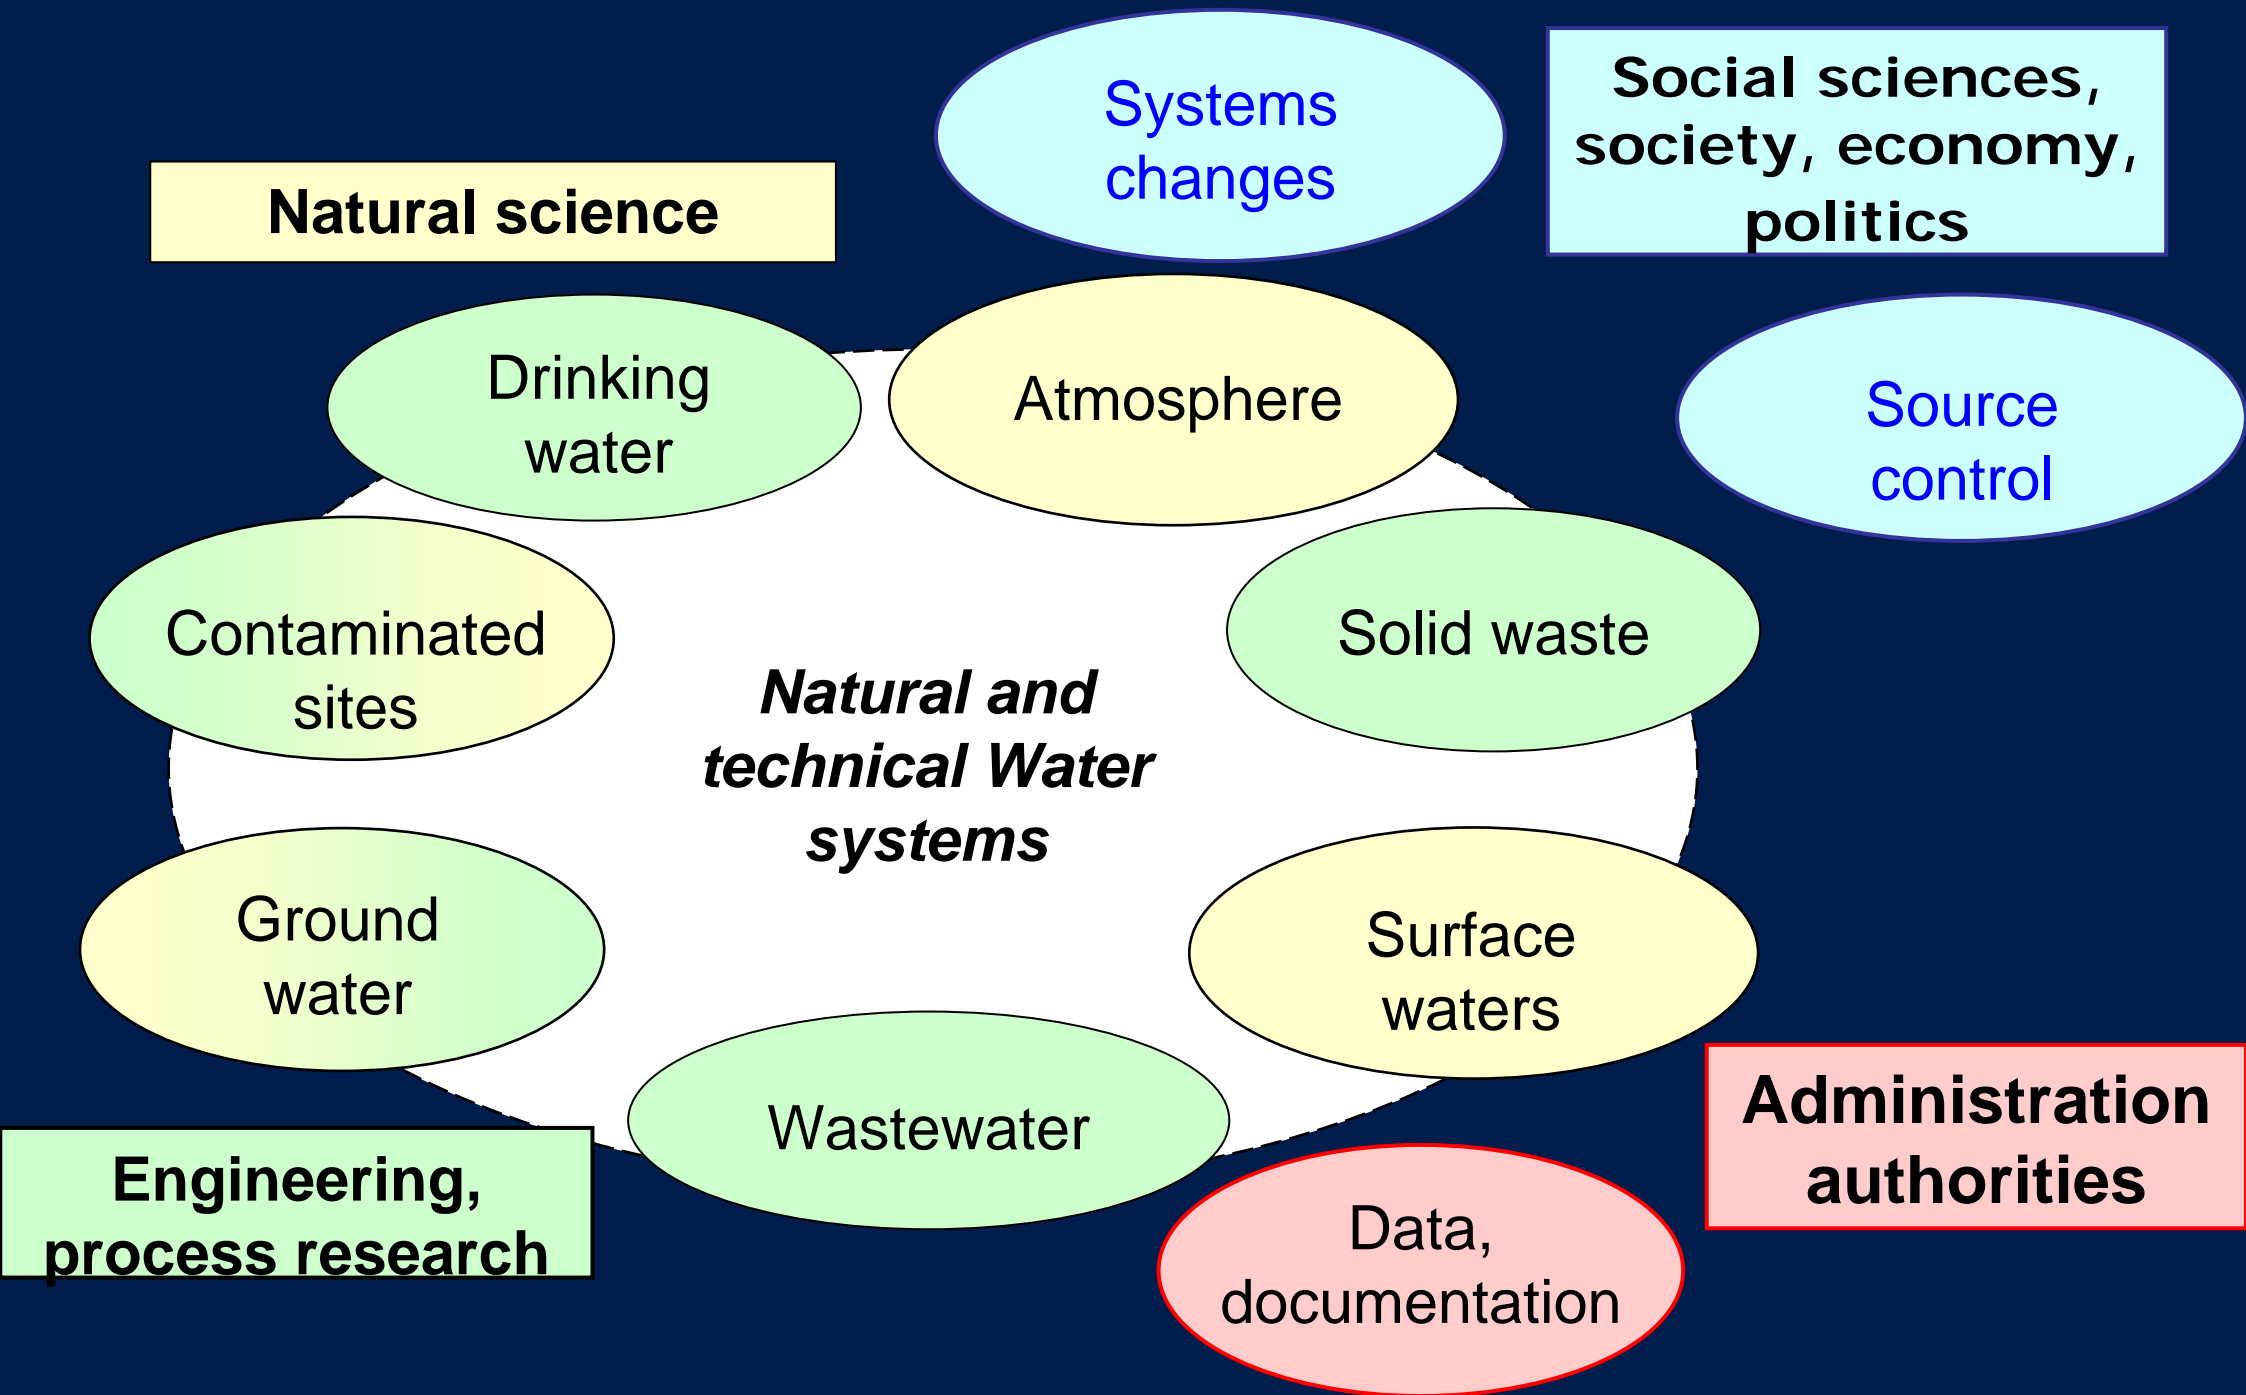 Systems
changes
Social sciences,
society, economy,
politics
Natural science
Drinking
water
Atmosphere
Source
control
Contaminated
sites
Solid waste
Natural and
technical Water
systems
Ground
water
Surface
waters
Wastewater
Administration
authorities
Engineering,
process research
Data,
documentation